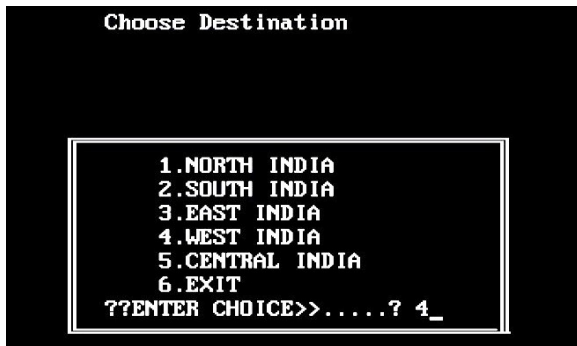 Choose Destination
1.NORTH INDIA
2.SOUTH INDIA
3.EAST INDIA
4.WEST INDIA
5.CENTRAL INDIA
6.EXIT
??ENTER CHOICE>>.....? 4_